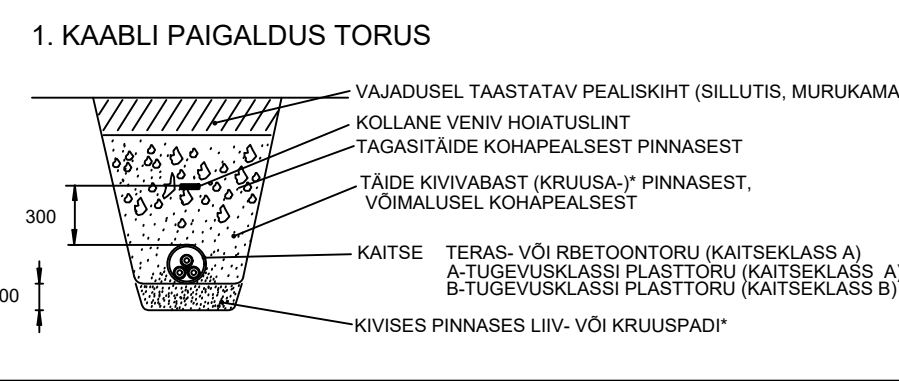 1. KAABLI PAIGALDUS TORUS
VAJADUSEL TAASTATAV PEALISKIHT (SILLUTIS, MURUKAMA
KOLLANE VENIV HOIATUSLINT
TAGASITÄIDE KOHAPEALSEST PINNASEST
TÄIDE KIVIVABAST (KRUUSA-)* PINNASEST,
VÕIMALUSEL KOHAPEALSEST
300
KAITSE TERAS- VÕI RBETOONTORU (KAITSEKLASS A)
A-TUGEVUSKLASSI PLASTTORU (KAITSEKLASS A)
B-TUGEVUSKLASSI PLASTTORU (KAITSEKLASS B)
00
KIVISES PINNASES LIIV- VÕI KRUUSPADI*